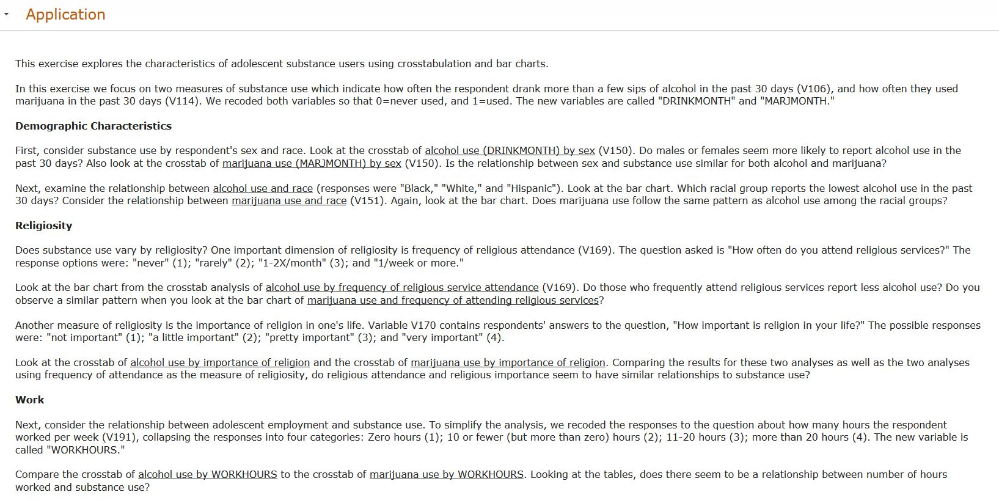 Application
This exercise explores the characteristics of adolescent substance users using crosstabulation and bar charts.
In this exercise we focus on two measures of substance use which indicate how often the respondent drank more than a few sips of alcohol in the past 30 days (V106), and how often they used
marijuana in the past 30 days (V114). We recoded both variables so that 0=never used, and 1=used. The new variables are called "DRINKMONTH" and "MARJMONTH."
Demographic Characteristics
First, consider substance use by respondent's sex and race. Look at the crosstab of alcohol use (DRINKMONTH) by sex (V150). Do males or females seem more likely to report alcohol use in the
past 30 days? Also look at the crosstab of marijuana use (MARJMONTH) by sex (V150). Is the relationship between sex and substance use similar for both alcohol and marijuana?
Next, examine the relationship between alcohol use and race (responses were "Black," "White," and "Hispanic"). Look at the bar chart. Which racial group reports the lowest alcohol use in the past
30 days? Consider the relationship between marijuana use and race (V151). Again, look at the bar chart. Does marijuana use follow the same pattern as alcohol use among the racial groups?
Religiosity
Does substance use vary by religiosity? One important dimension of religiosity is frequency of religious attendance (V169). The question asked is "How often do you attend religious services?" The
response options were: "never" (1); "rarely" (2); "1-2X/month" (3); and "1/week or more."
Look at the bar chart from the crosstab analysis of alcohol use by frequency of religious service attendance (V169). Do those who frequently attend religious services report less alcohol use? Do you
observe a similar pattern when you look at the bar chart of marijuana use and frequency of attending religious services?
Another measure of religiosity is the importance of religion in one's life. Variable V170 contains respondents' answers to the question, "How important is religion in your life?" The possible responses
were: "not important" (1); "a little important" (2); "pretty important" (3); and "very important" (4).
Look at the crosstab of alcohol use by importance of religion and the crosstab of marijuana use by importance of religion. Comparing the results for these two analyses as well as the two analyses
using frequency of attendance as the measure of religiosity, do religious attendance and religious importance seem to have similar relationships to substance use?
Work
Next, consider the relationship between adolescent employment and substance use. To simplify the analysis, we recoded the responses to the question about how many hours the respondent
worked per week (V191), collapsing the responses into four categories: Zero hours (1); 10 or fewer (but more than zero) hours (2); 11-20 hours (3); more than 20 hours (4). The new variable is
called "WORKHOURS."
Compare the crosstab of alcohol use by WORKHOURS to the crosstab of marijuana use by WORKHOURS. Looking at the tables, does there seem to be a relationship between number of hours
worked and substance use?